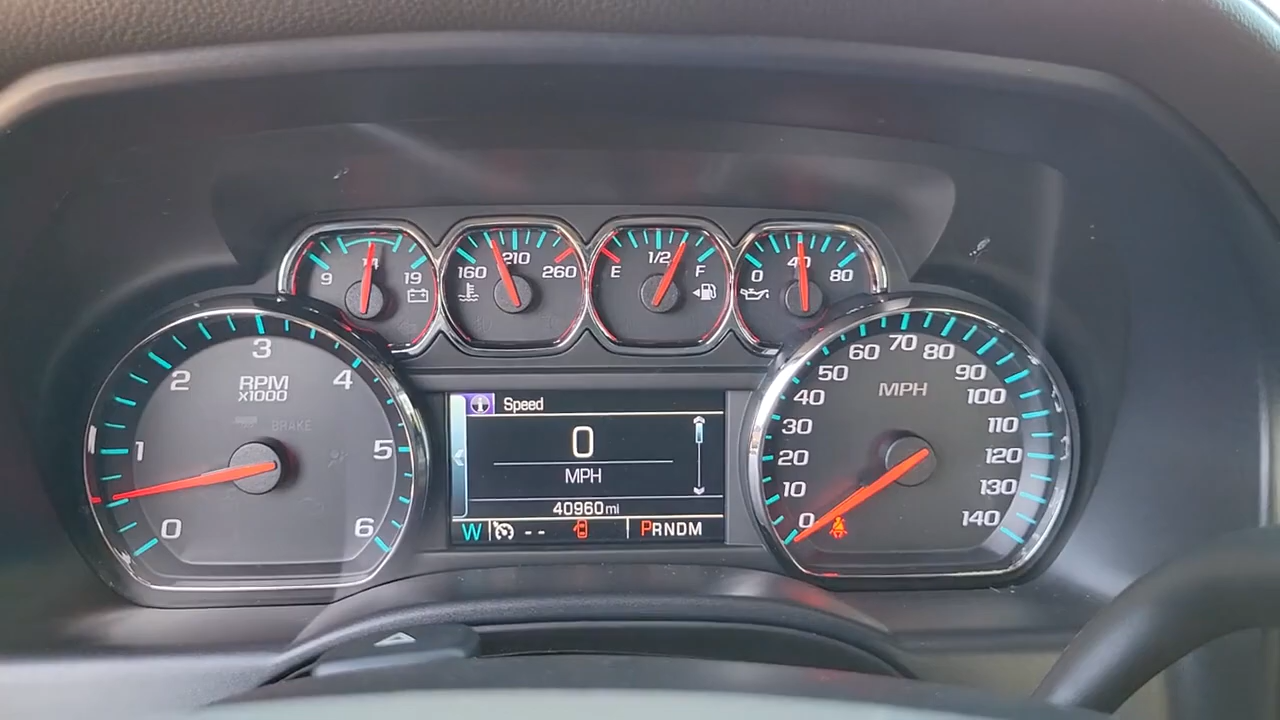 9 14 19
160 210 260
E 1/2 F
0 40 80
0 1 2 3 4 5 6
RPM
x1000
BRAKE
Speed
0
MPH
40960mi
W -- PRNDM
0 10 20 30 40 50 60 70 80 90 100 110 120 130 140
MPH